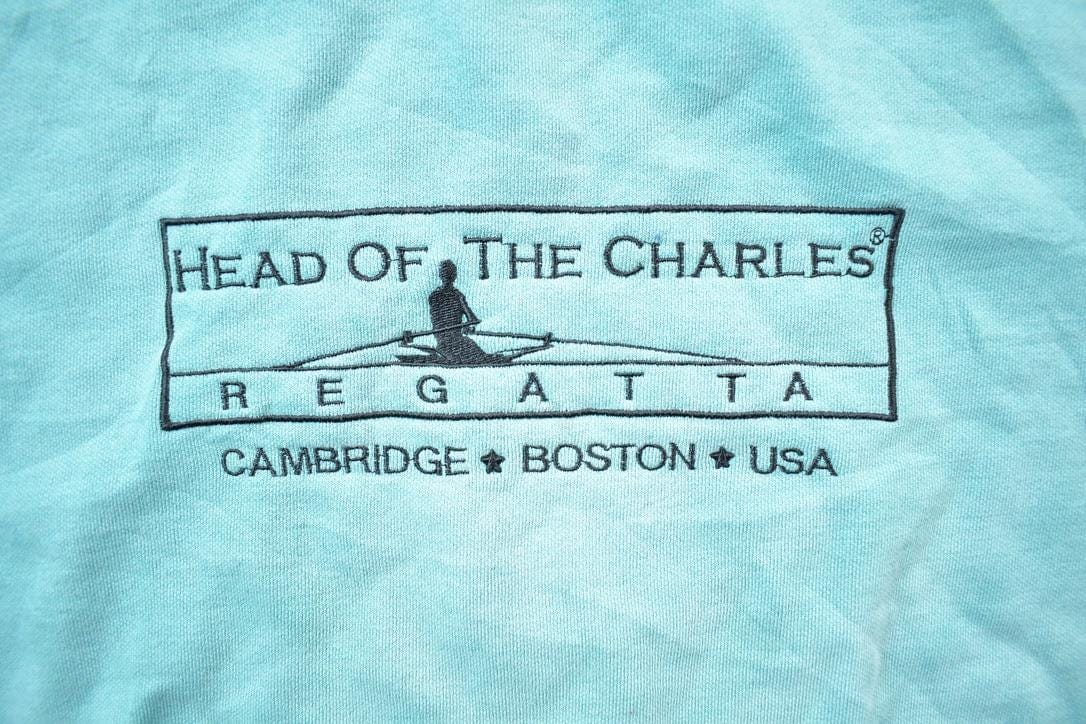 HEAD OF THE CHARLES®
REGATTA
CAMBRIDGE ★ BOSTON ★ USA